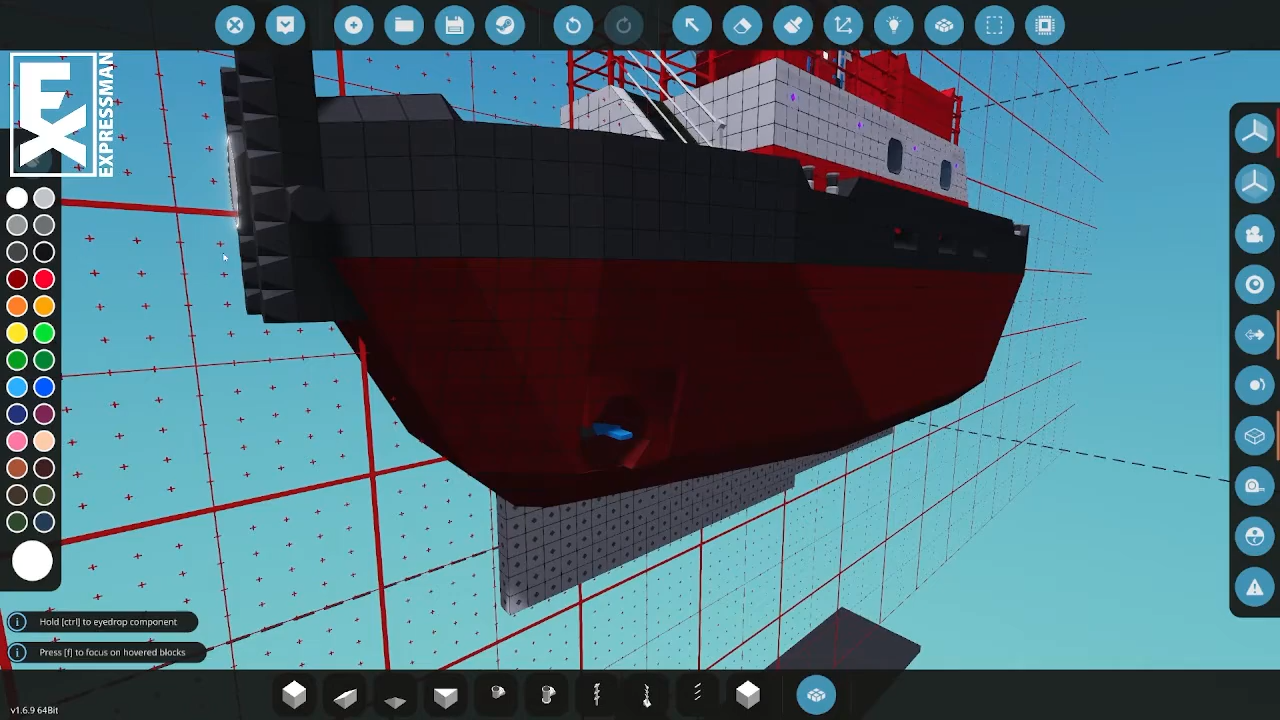 EX
EXPRESSMAN
Hold [ctrl] to eyedrop component
Press [f] to focus on hovered blocks
v1.6.9 64Bit